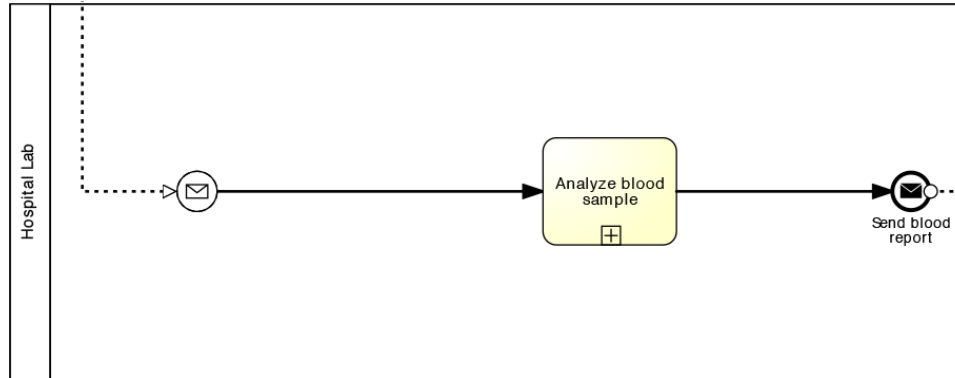 Hospital Lab
Analyze blood
sample
Send blood
report